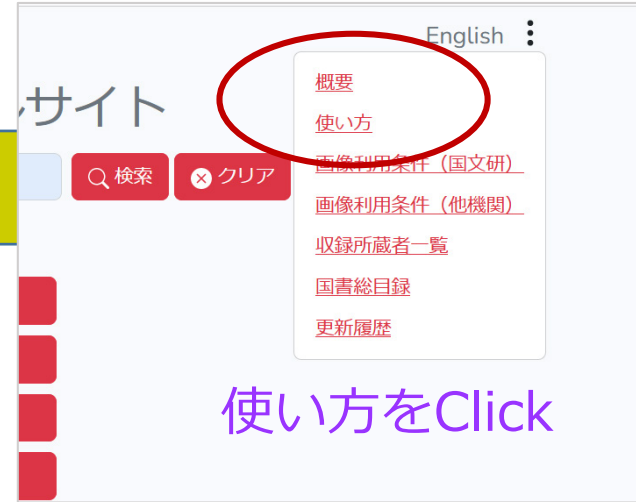 English
サイト
検索
クリア
概要
使い方
画像利用条件（国文研）
画像利用条件（他機関）
収録所蔵者一覧
国書総目録
更新履歴
使い方をClick